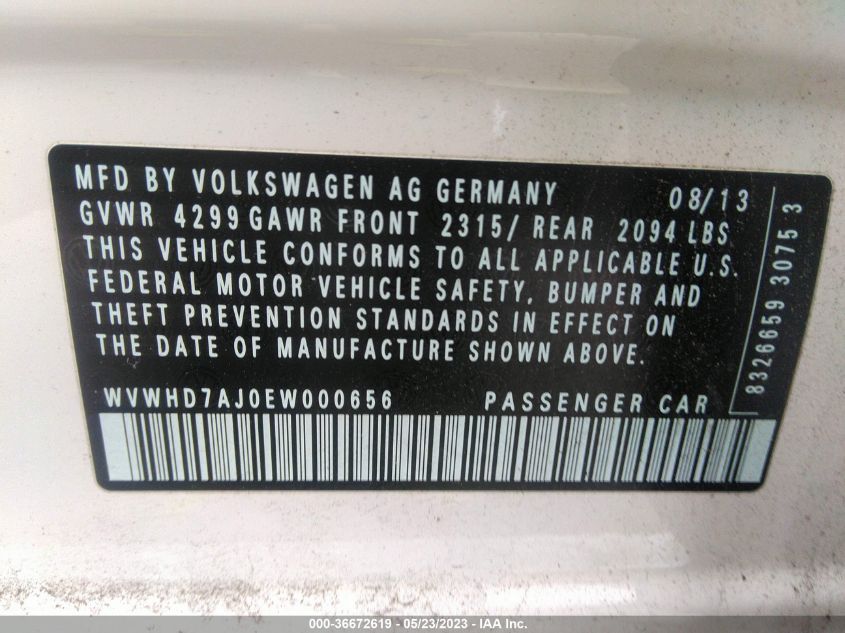 MFD BY VOLKSWAGEN AG GERMANY 08/13
GVWR 4299 GAWR FRONT 2315/ REAR 2094 LBS
THIS VEHICLE CONFORMS TO ALL APPLICABLE U.S.
FEDERAL MOTOR VEHICLE SAFETY, BUMPER AND
THEFT PREVENTION STANDARDS IN EFFECT ON
THE DATE OF MANUFACTURE SHOWN ABOVE.
WVWHD7AJ0EW000656 PASSENGER CAR
8326659 3075 3
000-36672619 - 05/23/2023 - IAA Inc.